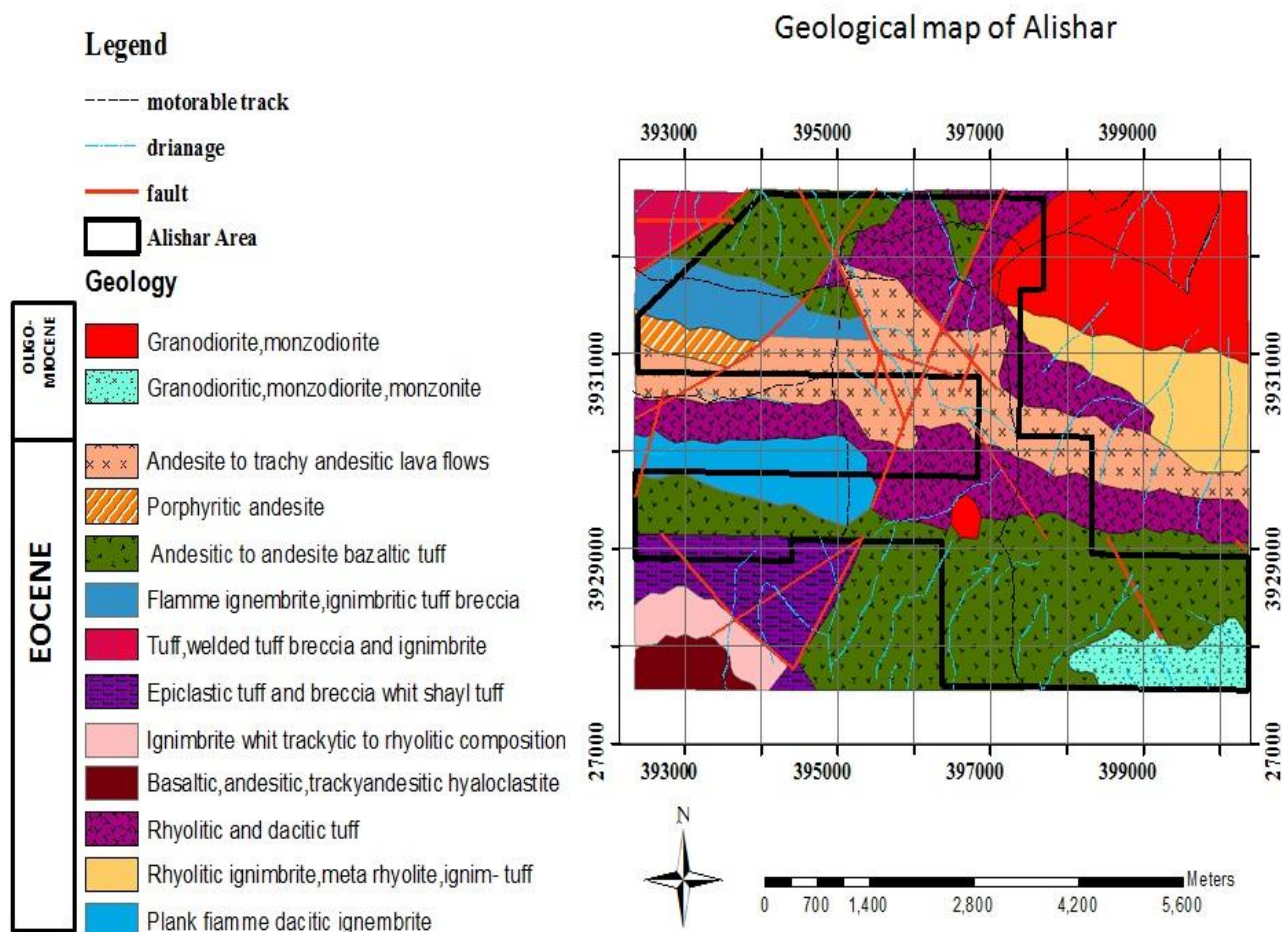 Geological map of Alishar
Legend
motorable track
drianage
fault
Alishar Area
Geology
OLIGO-
MIOCENE
Granodiorite,monzodiorite
Granodioritic,monzodiorite,monzonite
EOCENE
Andesite to trachy andesitic lava flows
Porphyritic andesite
Andesitic to andesite bazaltic tuff
Flamme ignembrite,ignimbritic tuff breccia
Tuff,welded tuff breccia and ignimbrite
Epiclastic tuff and breccia whit shayl tuff
Ignimbrite whit trackytic to rhyolitic composition
Basaltic,andesitic,trackyandesitic hyaloclastite
Rhyolitic and dacitic tuff
Rhyolitic ignimbrite,meta rhyolite,ignim- tuff
Plank fiamme dacitic ignembrite
393000 395000 397000 399000
3931000 3931000
3929000 3929000
270000 270000
393000 395000 397000 399000
N
Meters
0 700 1,400 2,800 4,200 5,600